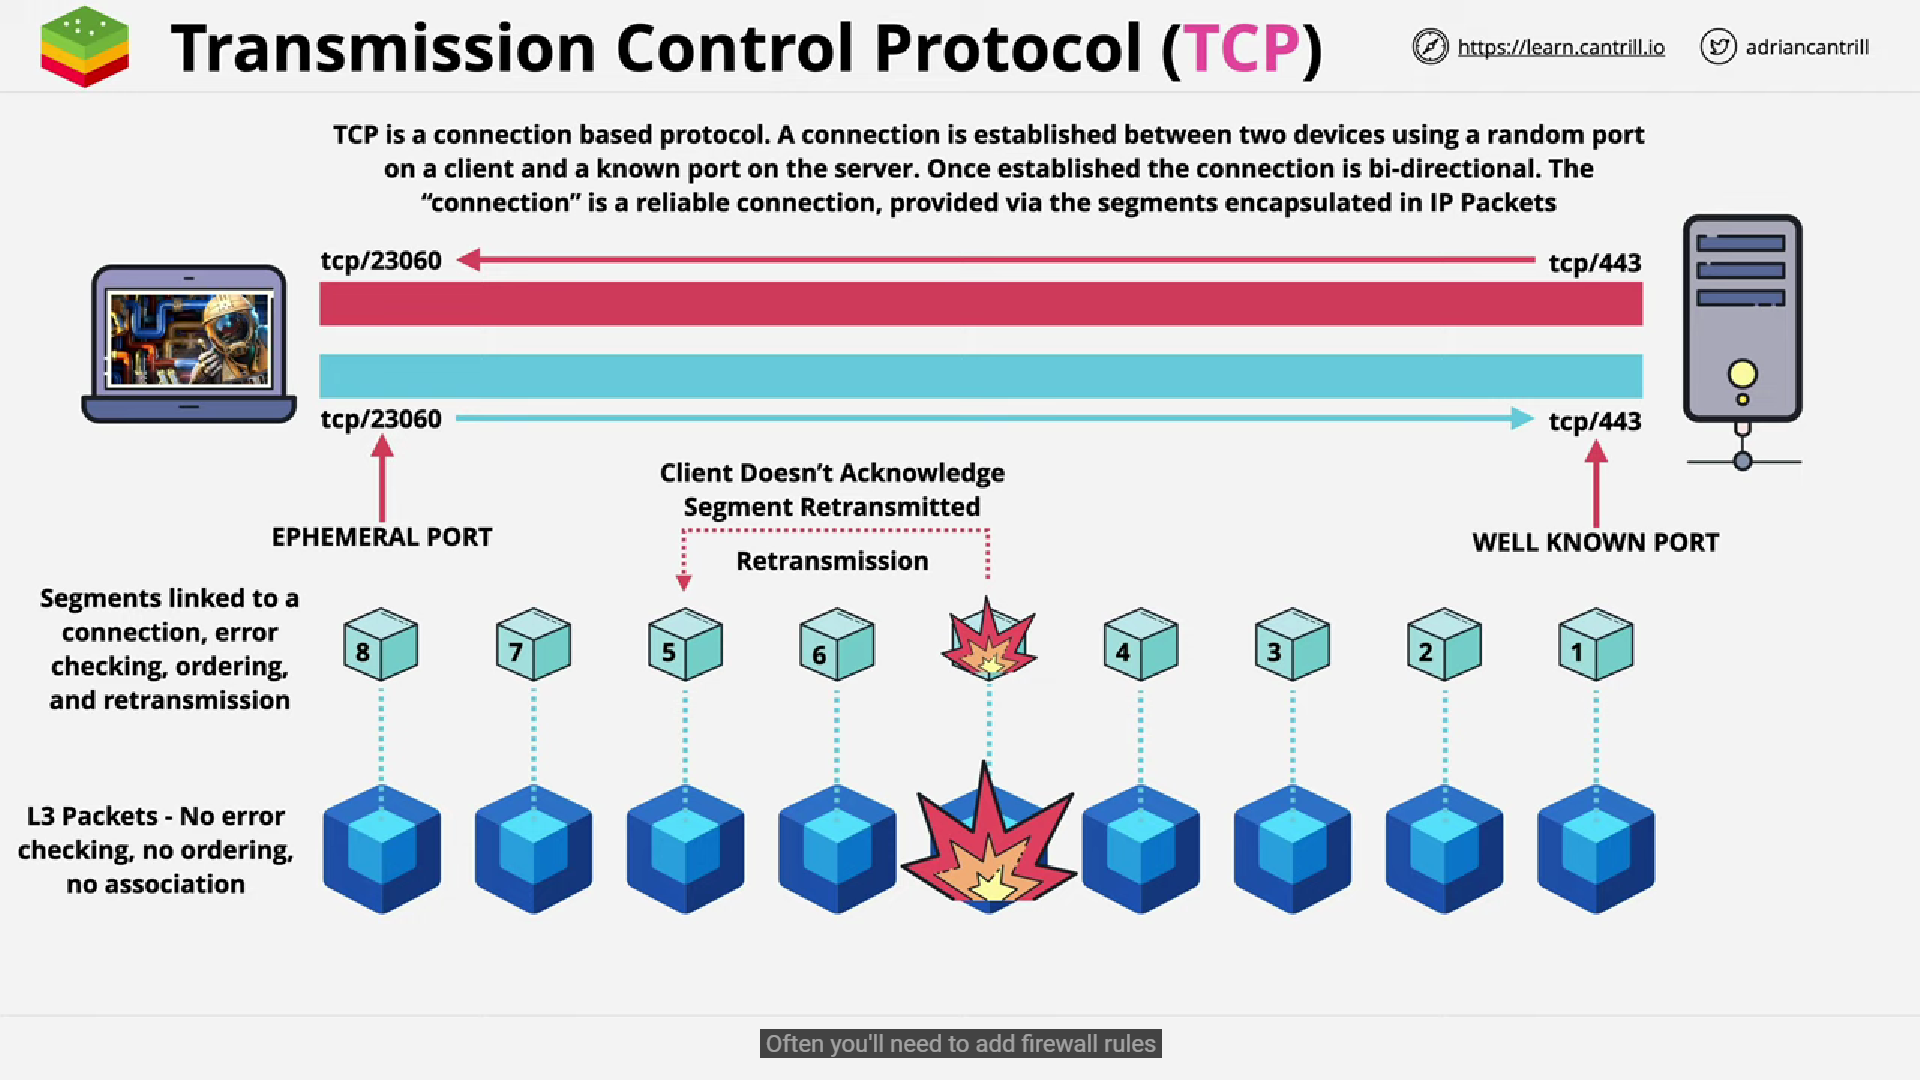 Transmission Control Protocol (TCP)
https://learn.cantrill.io
adriancantrill
TCP is a connection based protocol. A connection is established between two devices using a random port
on a client and a known port on the server. Once established the connection is bi-directional. The
“connection” is a reliable connection, provided via the segments encapsulated in IP Packets
tcp/23060
tcp/443
tcp/23060
tcp/443
Client Doesn’t Acknowledge
Segment Retransmitted
EPHEMERAL PORT
WELL KNOWN PORT
Retransmission
Segments linked to a
connection, error
checking, ordering,
and retransmission
8
7
5
6
4
3
2
1
L3 Packets - No error
checking, no ordering,
no association
Often you'll need to add firewall rules